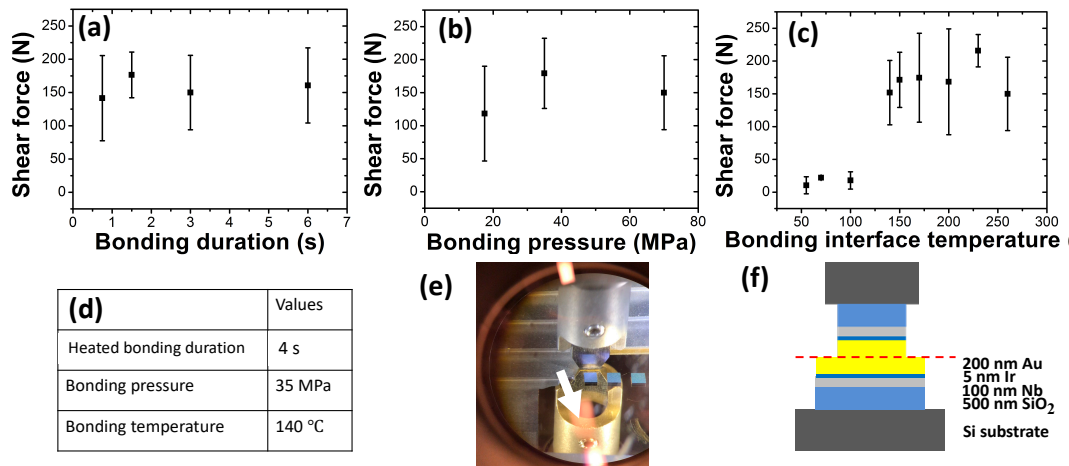 (a)
Shear force (N)
250
200
150
100
50
0
0 1 2 3 4 5 6 7
Bonding duration (s)
(b)
Shear force (N)
250
200
150
100
50
0
0 20 40 60 80
Bonding pressure (MPa)
(c)
Shear force (N)
250
200
150
100
50
0
50 100 150 200 250 300
Bonding interface temperature (
(d) Values
Heated bonding duration 4 s
Bonding pressure 35 MPa
Bonding temperature 140 ℃
(e)
(f)
200 nm Au
5 nm Ir
100 nm Nb
500 nm SiO₂
Si substrate